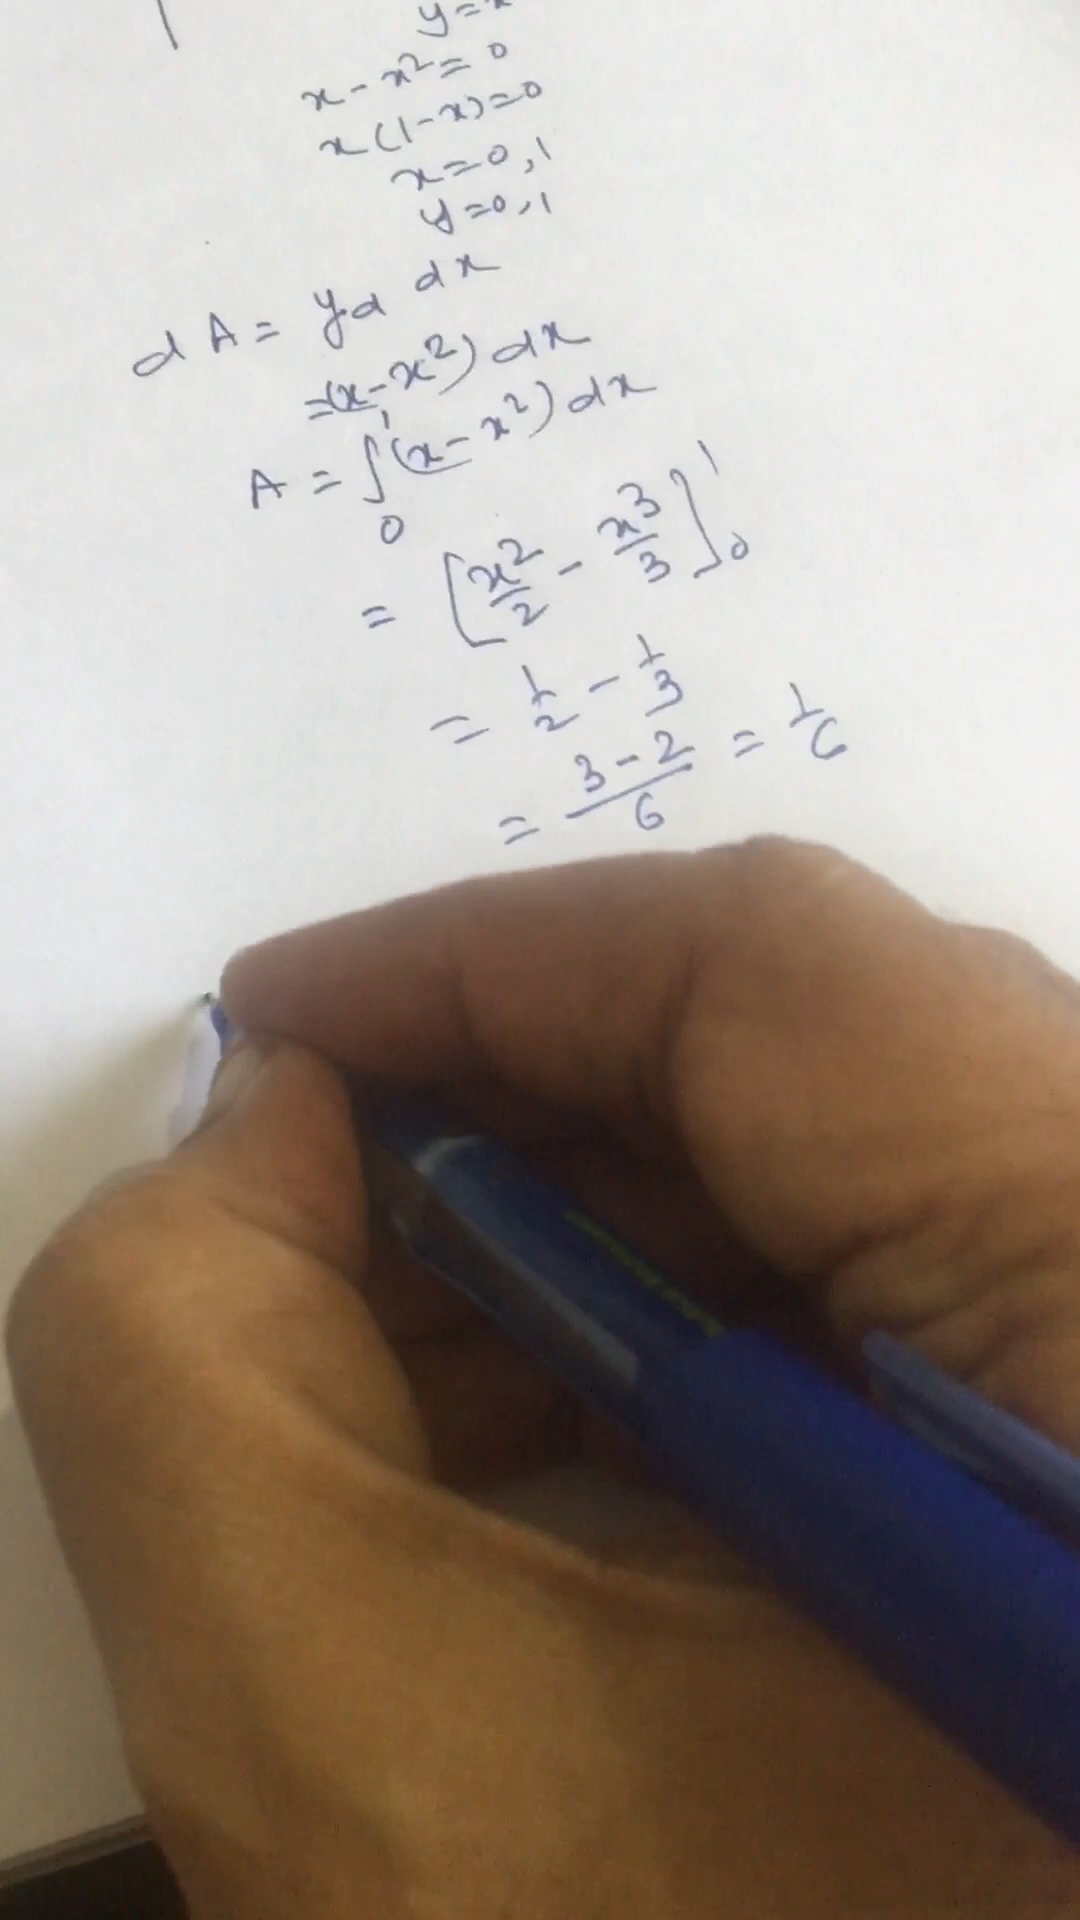 y = x
x - x² = 0
x(1-x)=0
x=0,1
y=0,1
dA = yd dx
=(x-x²) dx
A = ∫₀¹(x-x²)dx
= [x²/2 - x³/3]₀¹
= 1/2 - 1/3
= (3-2)/6 = 1/6